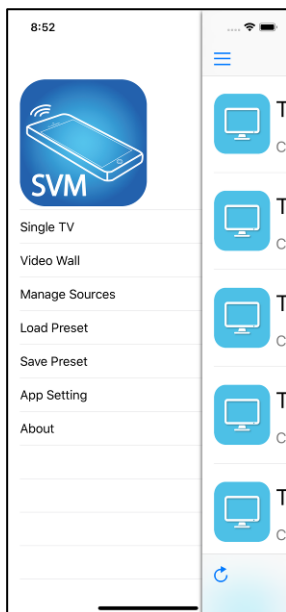 8:52
SVM
Single TV
Video Wall
Manage Sources
Load Preset
Save Preset
App Setting
About
T
C
T
C
T
C
T
C
T
C